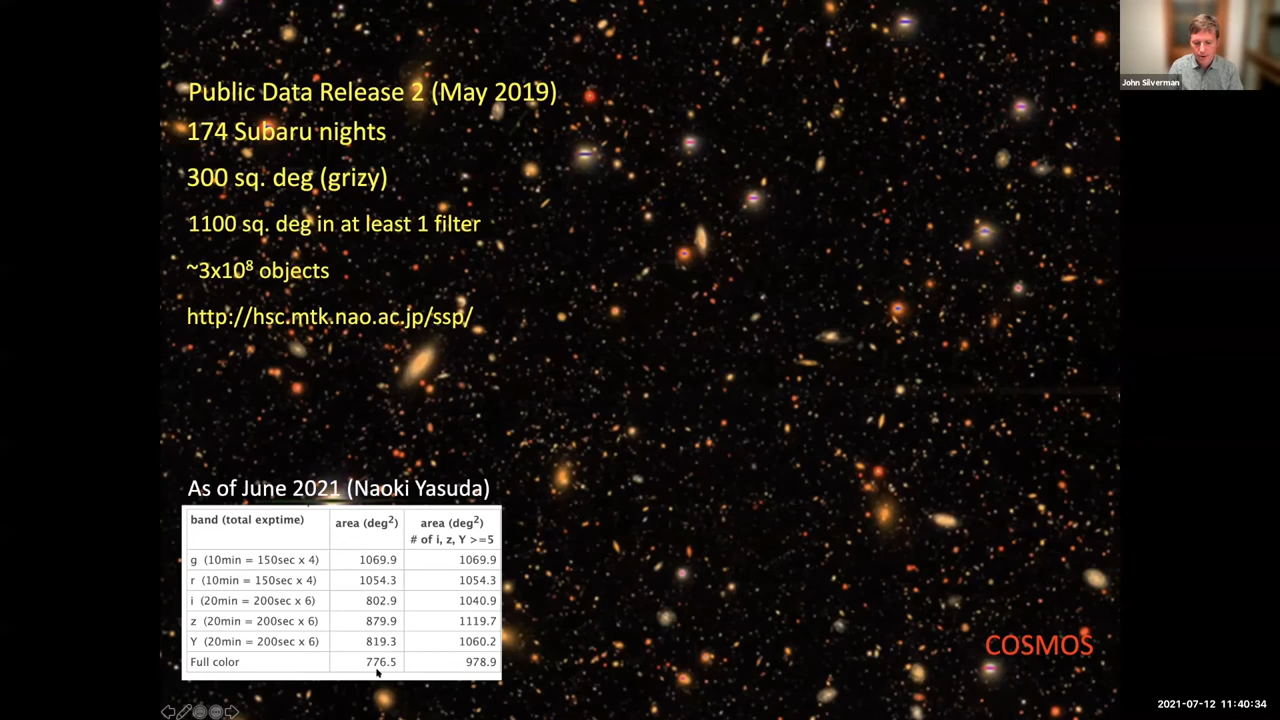 John Silverman
Public Data Release 2 (May 2019)
174 Subaru nights
300 sq. deg (grizy)
1100 sq. deg in at least 1 filter
~3x10⁸ objects
http://hsc.mtk.nao.ac.jp/ssp/
As of June 2021 (Naoki Yasuda)
band (total exptime) area (deg²) area (deg²)
# of i, z, Y >=5
g (10min = 150sec x 4) 1069.9 1069.9
r (10min = 150sec x 4) 1054.3 1054.3
i (20min = 200sec x 6) 802.9 1040.9
z (20min = 200sec x 6) 879.9 1119.7
Y (20min = 200sec x 6) 819.3 1060.2
Full color 776.5 978.9
COSMOS
2021-07-12 11:40:34